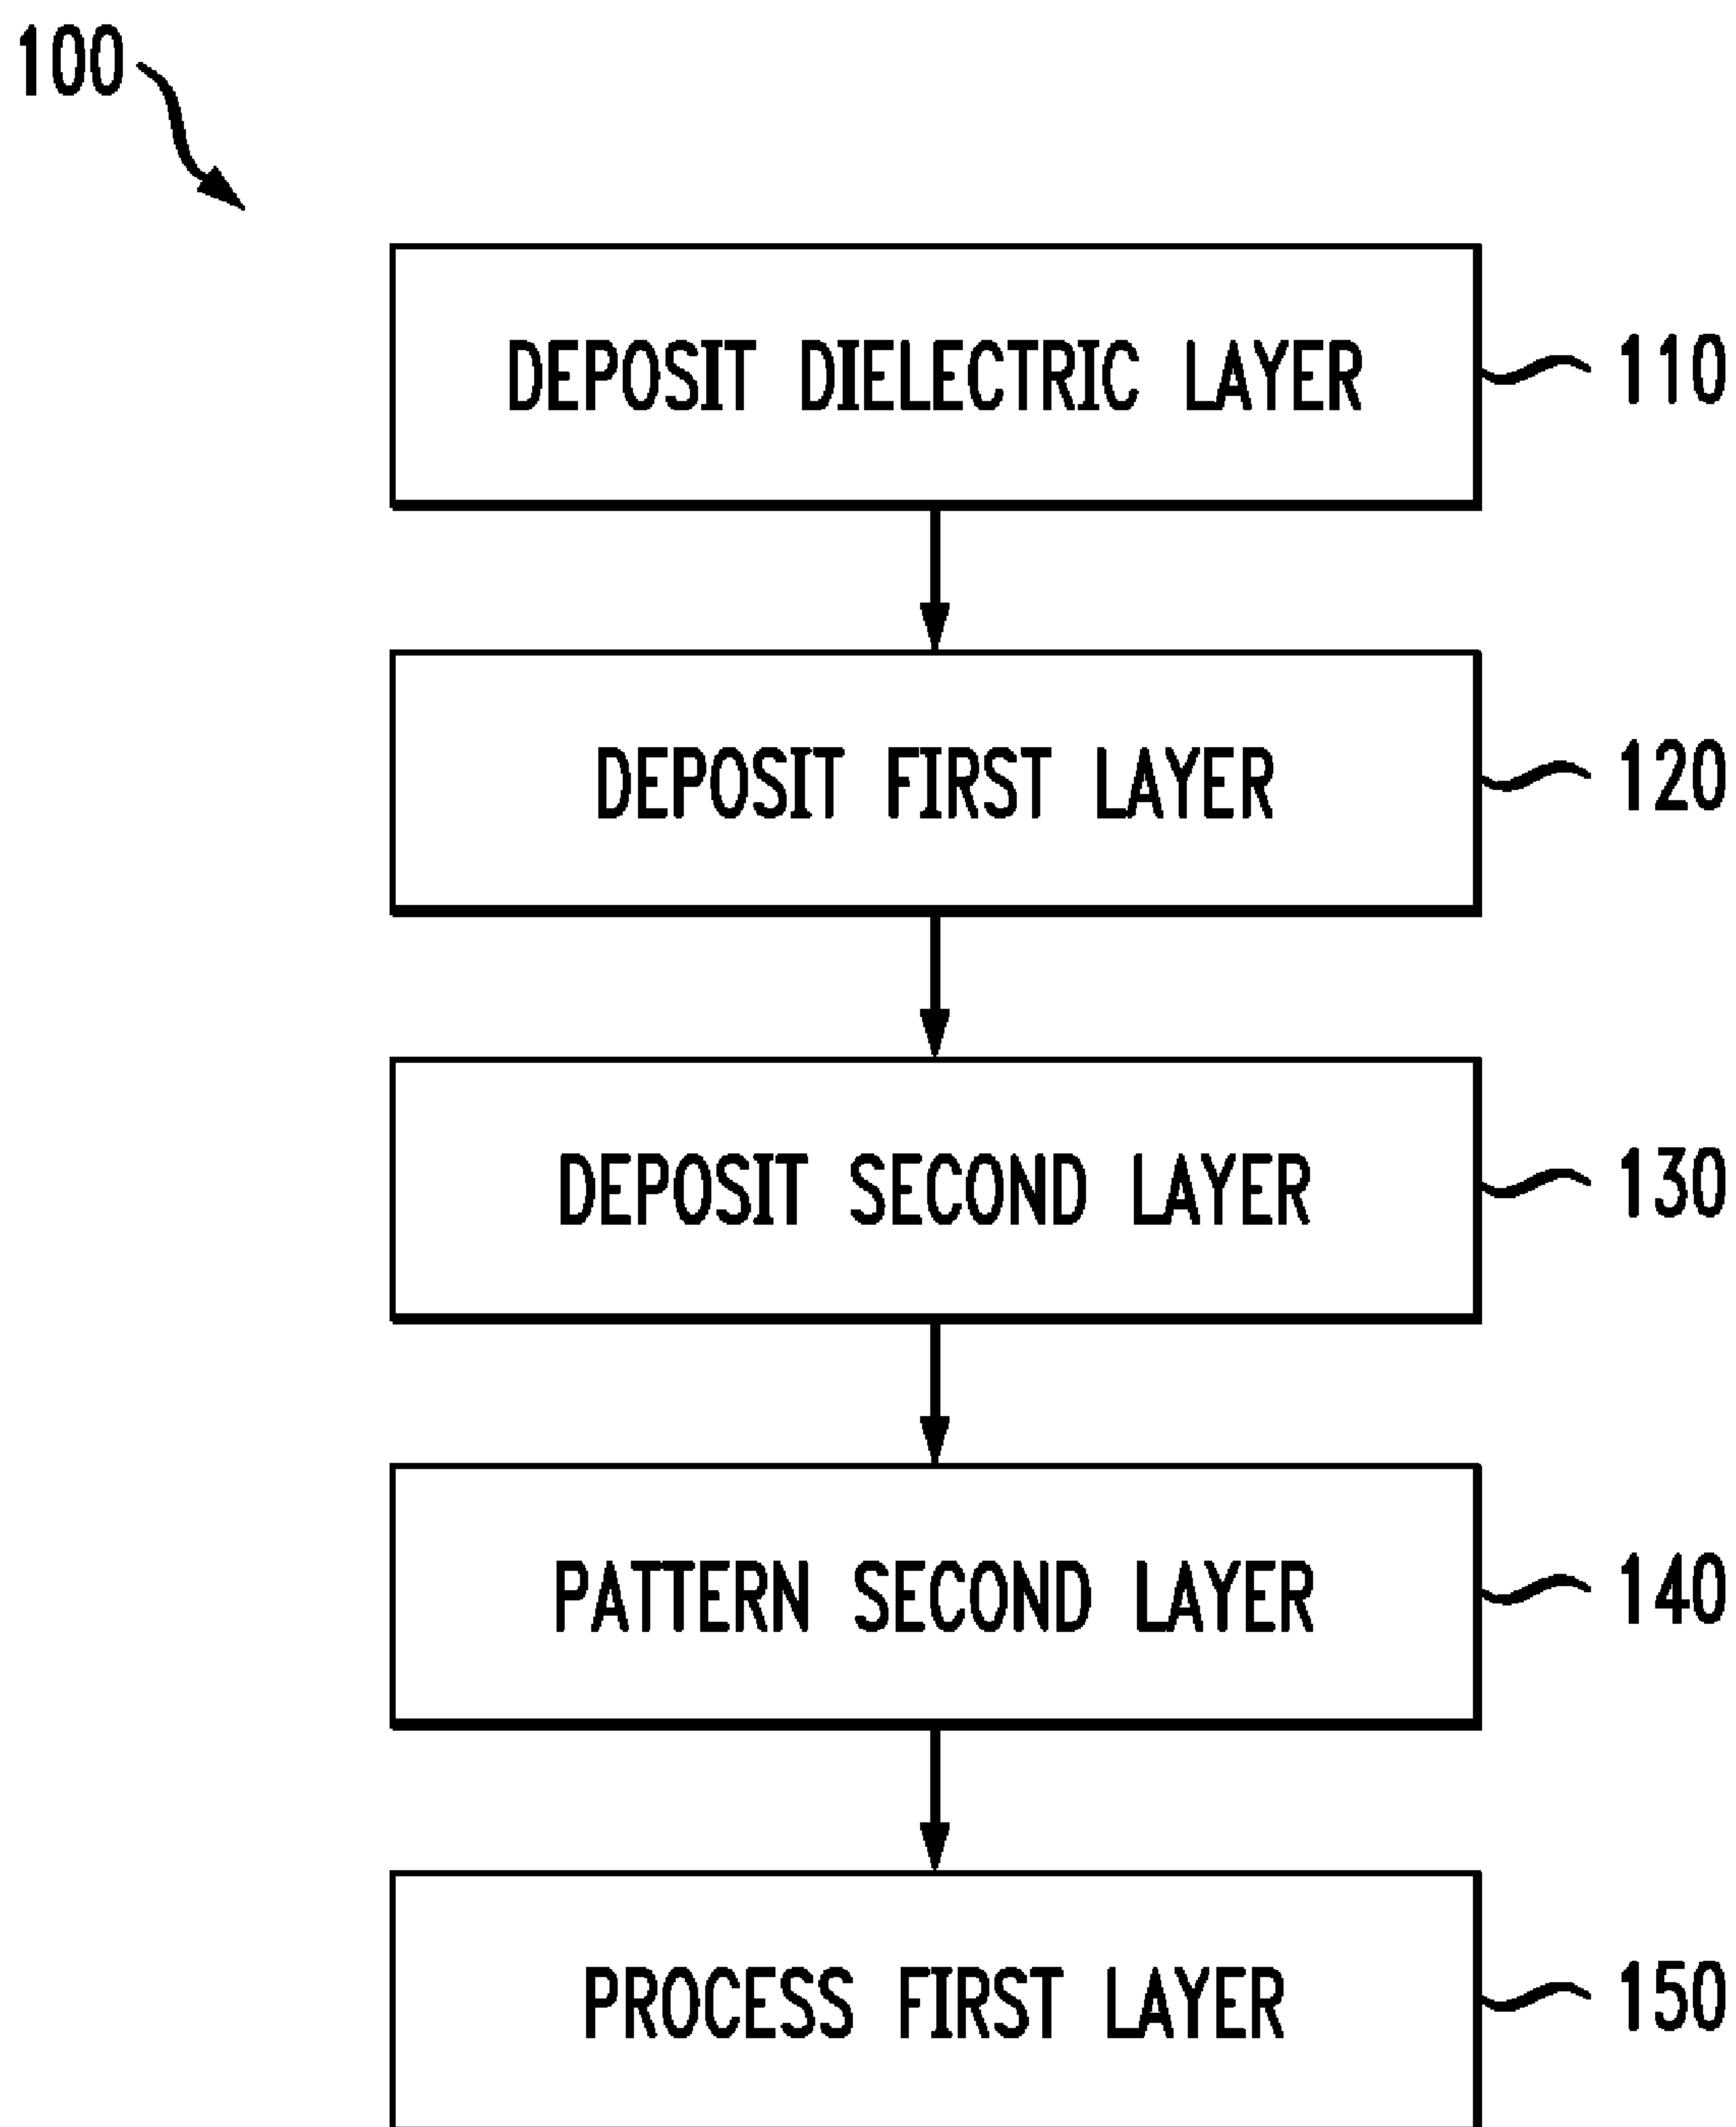 100
DEPOSIT DIELECTRIC LAYER
110
DEPOSIT FIRST LAYER
120
DEPOSIT SECOND LAYER
130
PATTERN SECOND LAYER
140
PROCESS FIRST LAYER
150